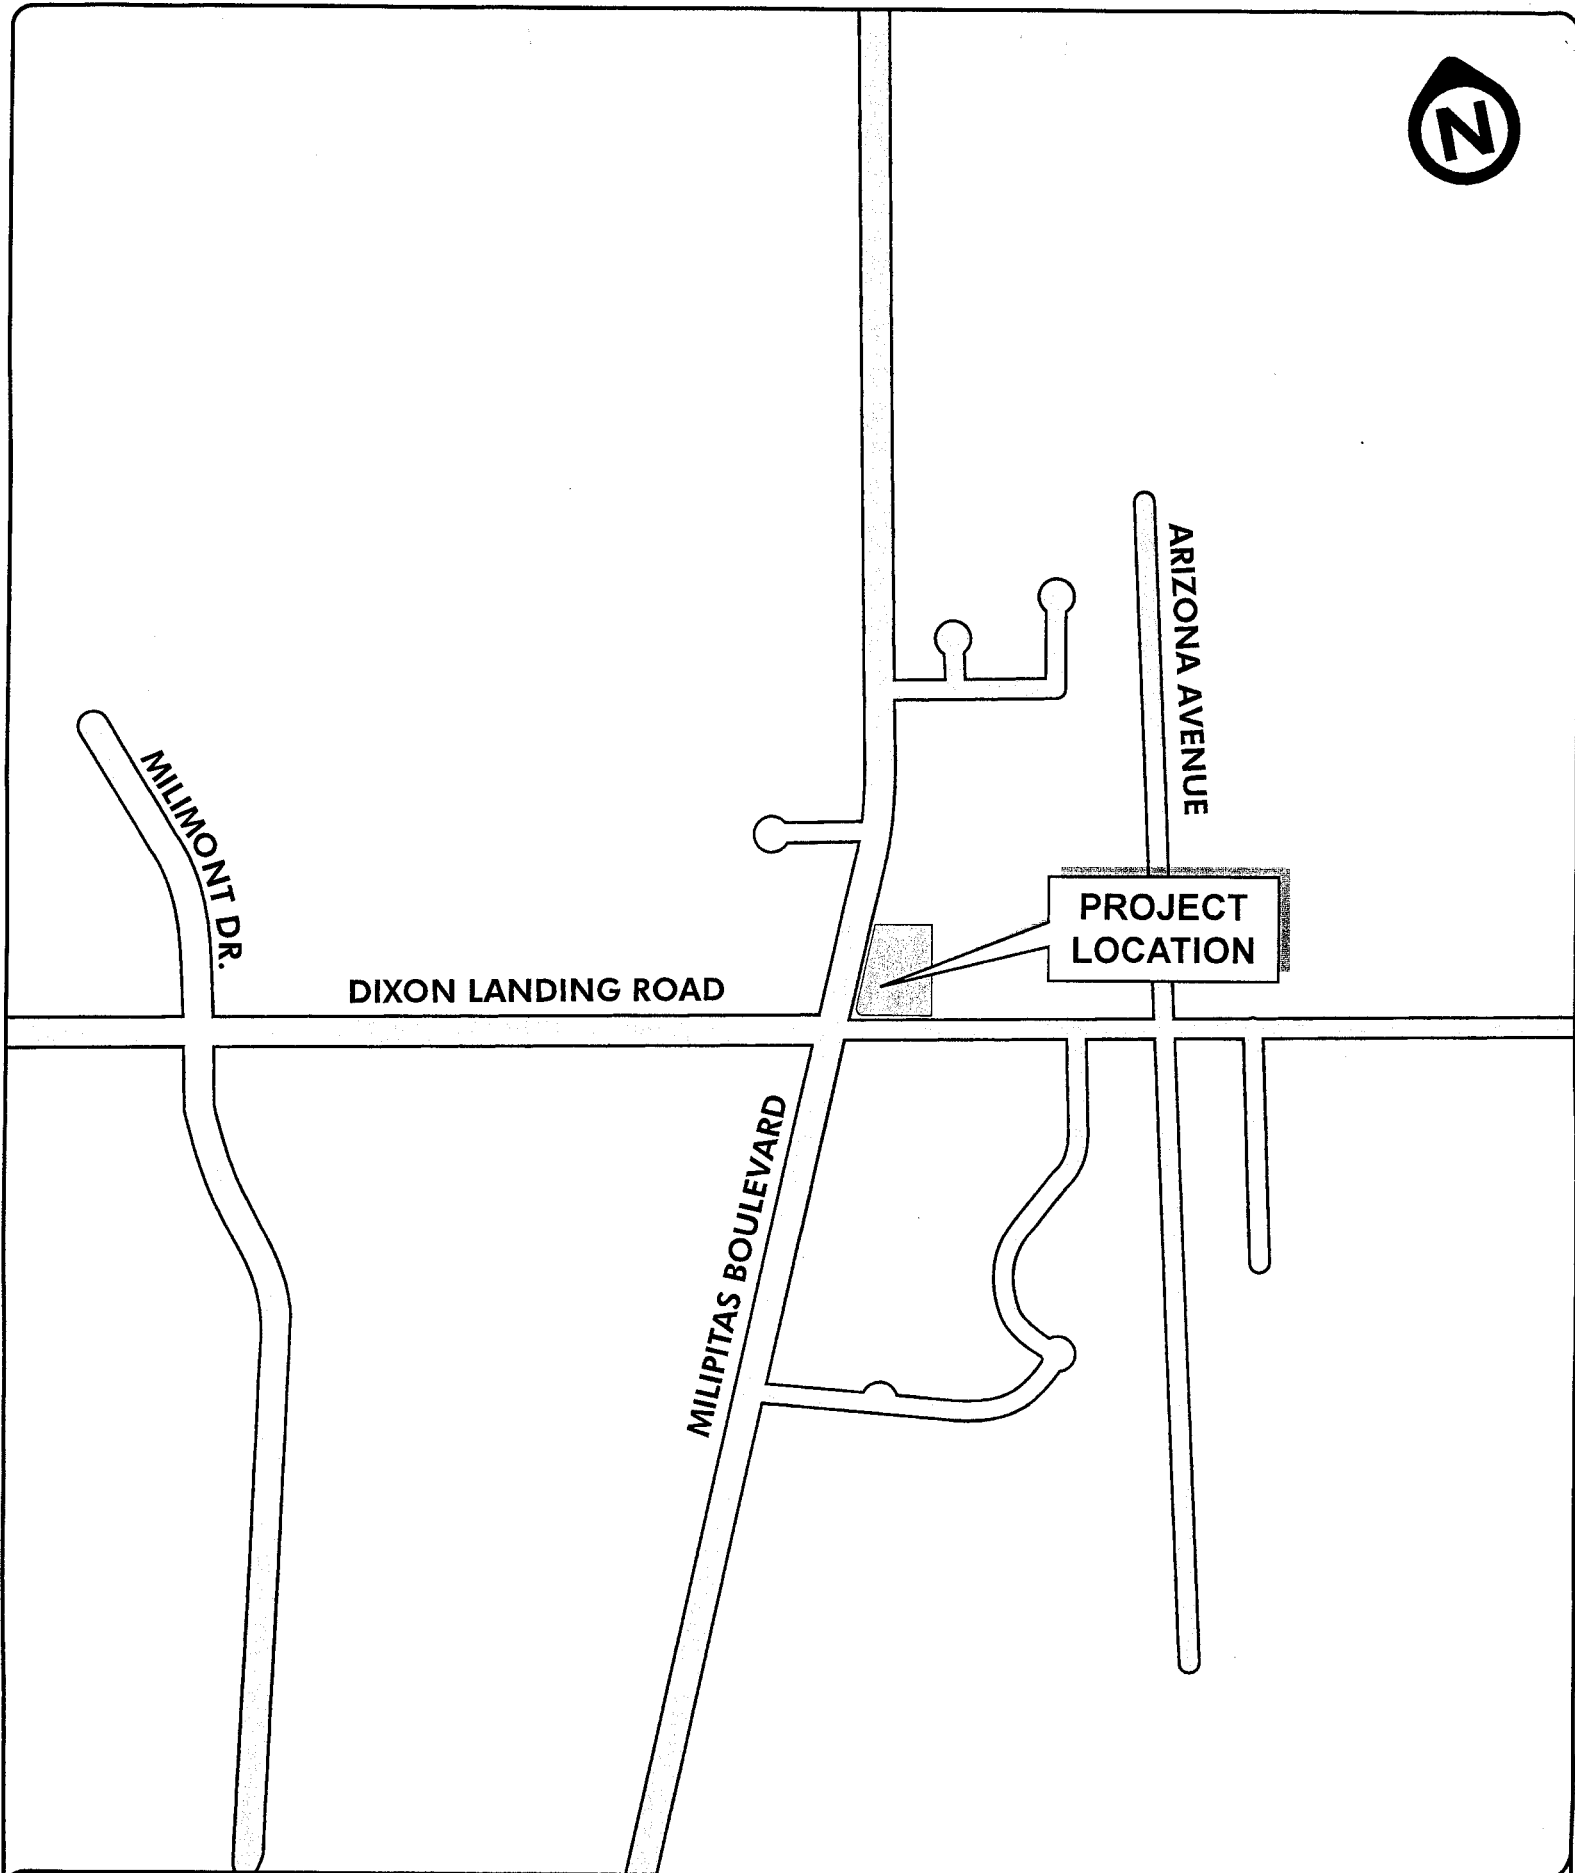 N
ARIZONA AVENUE
MILIMONT DR.
PROJECT
LOCATION
DIXON LANDING ROAD
MILIPITAS BOULEVARD